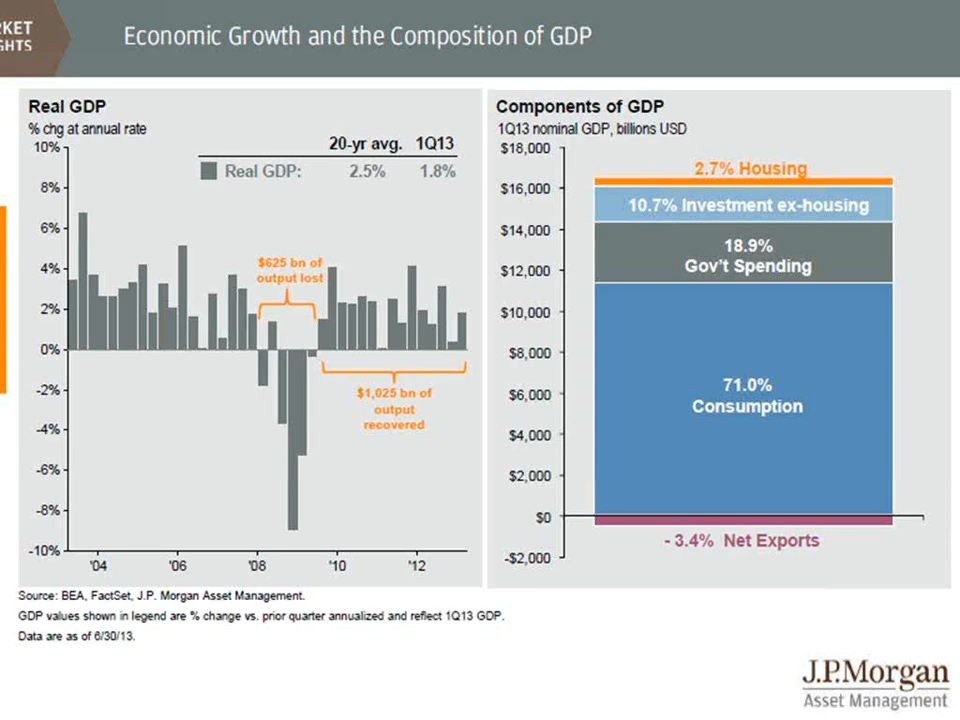 RKET
GHTS
Economic Growth and the Composition of GDP
Real GDP
% chg at annual rate
20-yr avg. 1Q13
Real GDP: 2.5% 1.8%
10%
8%
6%
4%
2%
0%
-2%
-4%
-6%
-8%
-10%
$625 bn of
output lost
$1,025 bn of
output
recovered
'04 '06 '08 '10 '12
Components of GDP
1Q13 nominal GDP, billions USD
$18,000
$16,000
$14,000
$12,000
$10,000
$8,000
$6,000
$4,000
$2,000
$0
-$2,000
2.7% Housing
10.7% Investment ex-housing
18.9%
Gov't Spending
71.0%
Consumption
- 3.4% Net Exports
Source: BEA, FactSet, J.P. Morgan Asset Management.
GDP values shown in legend are % change vs. prior quarter annualized and reflect 1Q13 GDP.
Data are as of 6/30/13.
J.P.Morgan
Asset Management